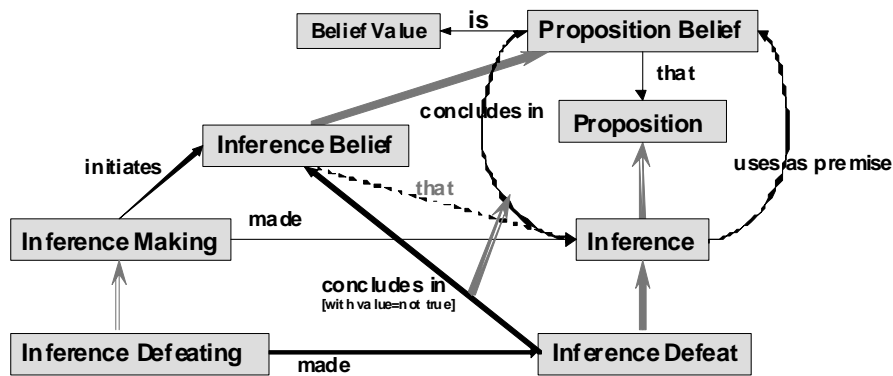 Belief Value
is
Proposition Belief
that
concludes in
Proposition
Inference Belief
initiates
that
uses as premise
Inference Making
made
Inference
concludes in
[with value=not true]
Inference Defeating
made
Inference Defeat